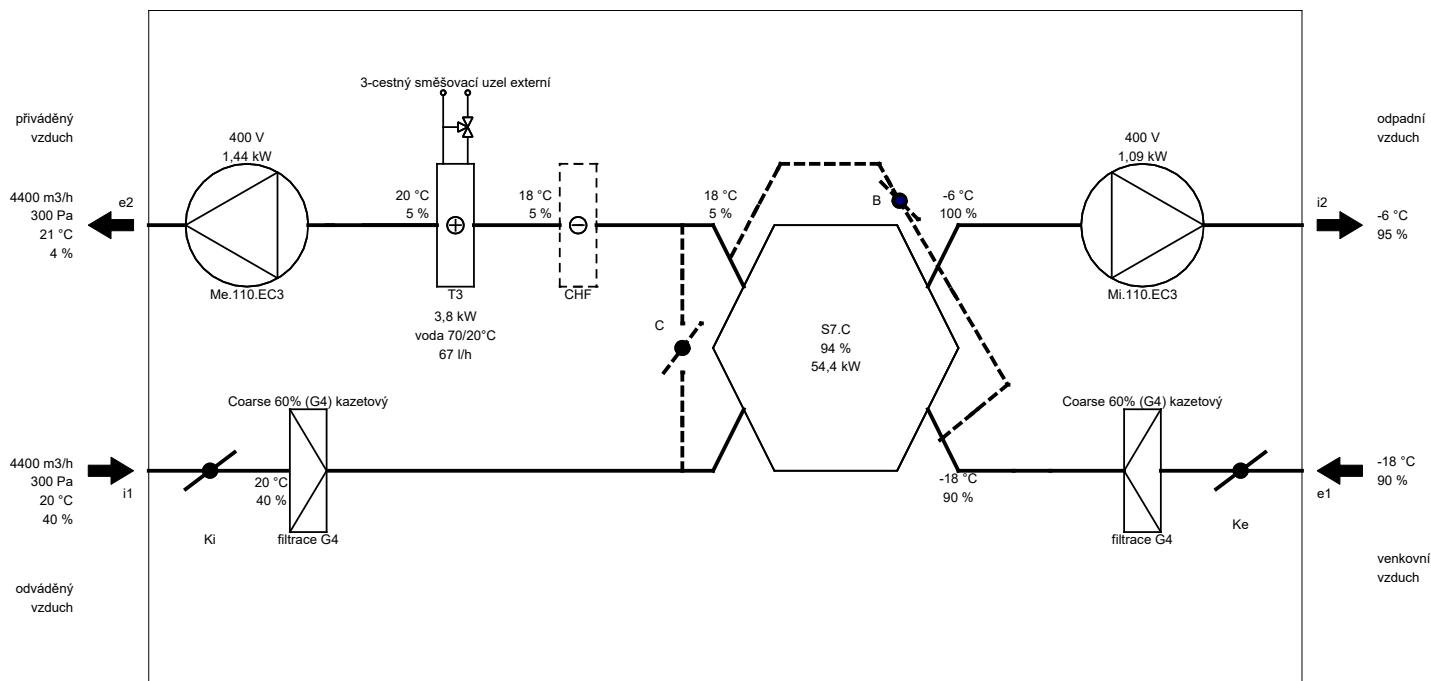 3-cestný směšovací uzel externí
přiváděný
vzduch
400 V
1,44 kW
400 V
1,09 kW
odpadní
vzduch
4400 m3/h
300 Pa
21 °C
4 %
e2
20 °C
5 %
18 °C
5 %
18 °C
5 %
B
-6 °C
100 %
i2
-6 °C
95 %
Me.110.EC3
T3
CHF
Mi.110.EC3
3,8 kW
voda 70/20°C
67 l/h
C
S7.C
94 %
54,4 kW
Coarse 60% (G4) kazetový
Coarse 60% (G4) kazetový
4400 m3/h
300 Pa
20 °C
40 %
i1
20 °C
40 %
-18 °C
90 %
e1
-18 °C
90 %
Ki
filtrace G4
filtrace G4
Ke
odváděný
vzduch
venkovní
vzduch